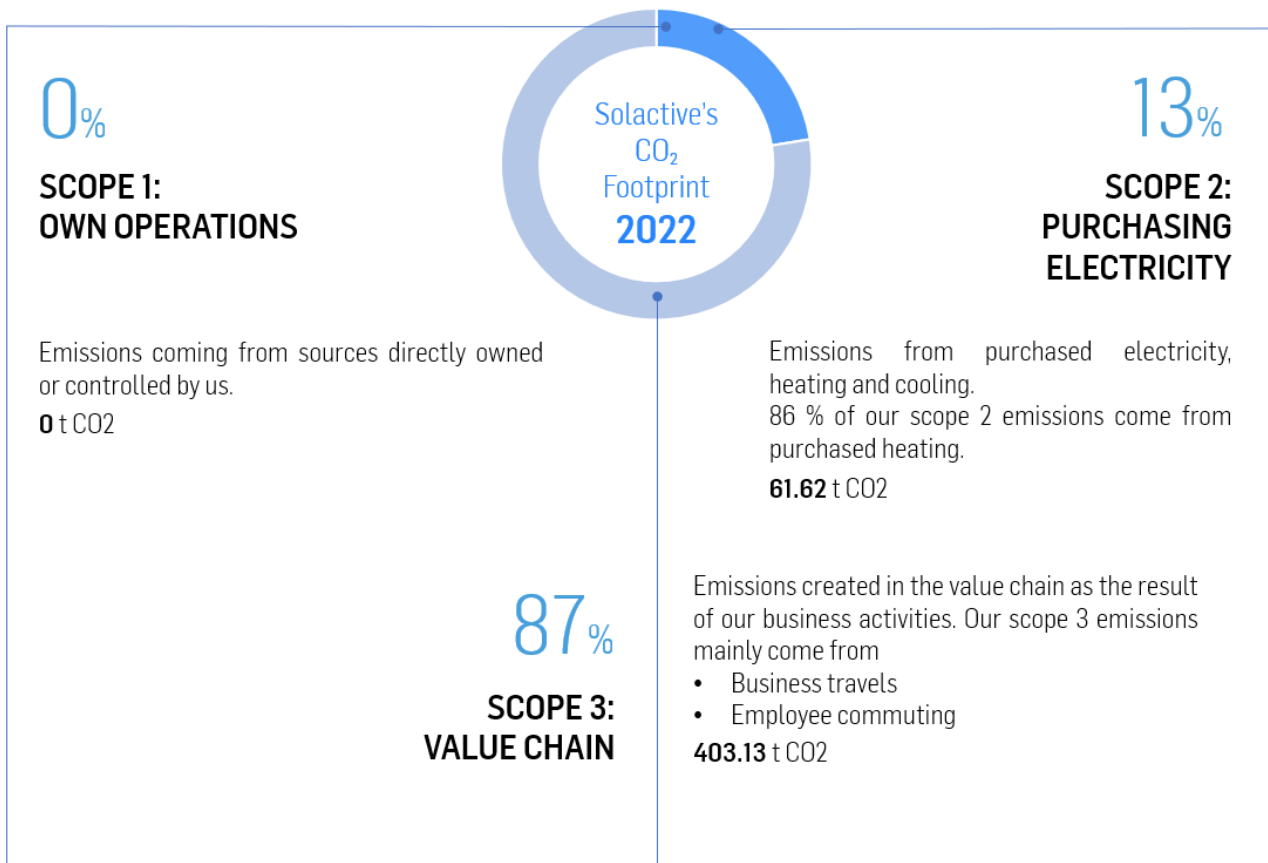 Solactive's
CO₂
Footprint
2022
0%
SCOPE 1:
OWN OPERATIONS
Emissions coming from sources directly owned
or controlled by us.
0 t CO2
13%
SCOPE 2:
PURCHASING
ELECTRICITY
Emissions from purchased electricity,
heating and cooling.
86 % of our scope 2 emissions come from
purchased heating.
61.62 t CO2
87%
SCOPE 3:
VALUE CHAIN
Emissions created in the value chain as the result
of our business activities. Our scope 3 emissions
mainly come from
• Business travels
• Employee commuting
403.13 t CO2